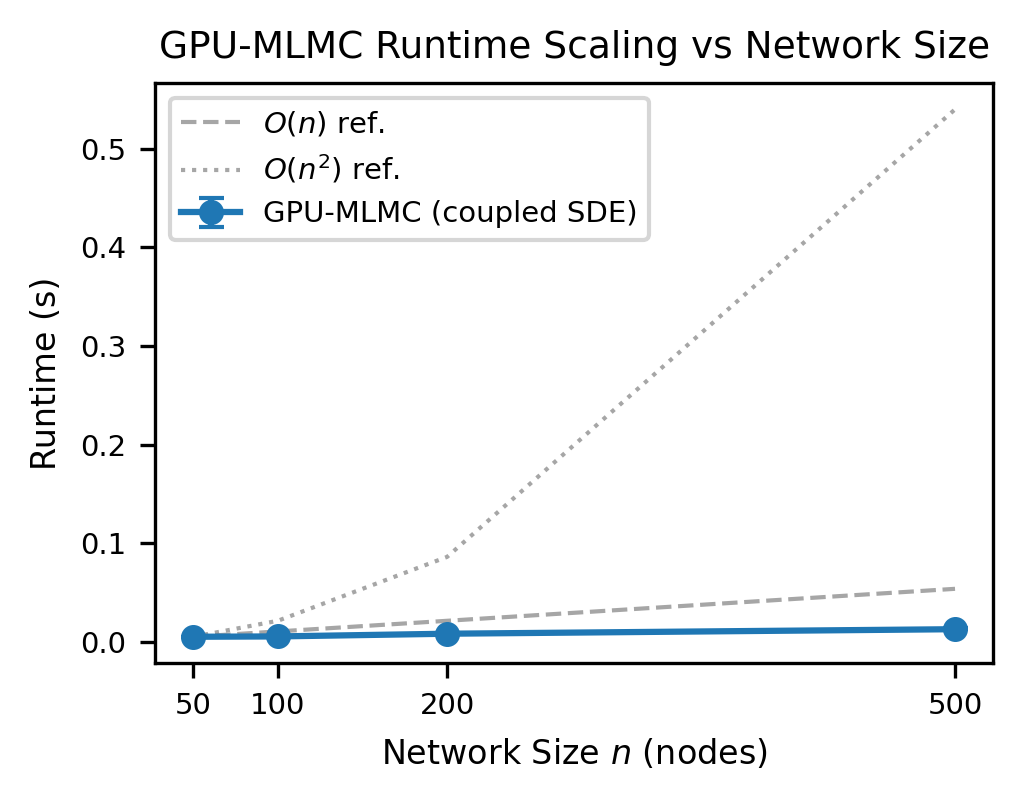 GPU-MLMC Runtime Scaling vs Network Size
O(n) ref.
O(n²) ref.
GPU-MLMC (coupled SDE)
0.5
0.4
0.3
0.2
0.1
0.0
Runtime (s)
50 100 200 500
Network Size n (nodes)